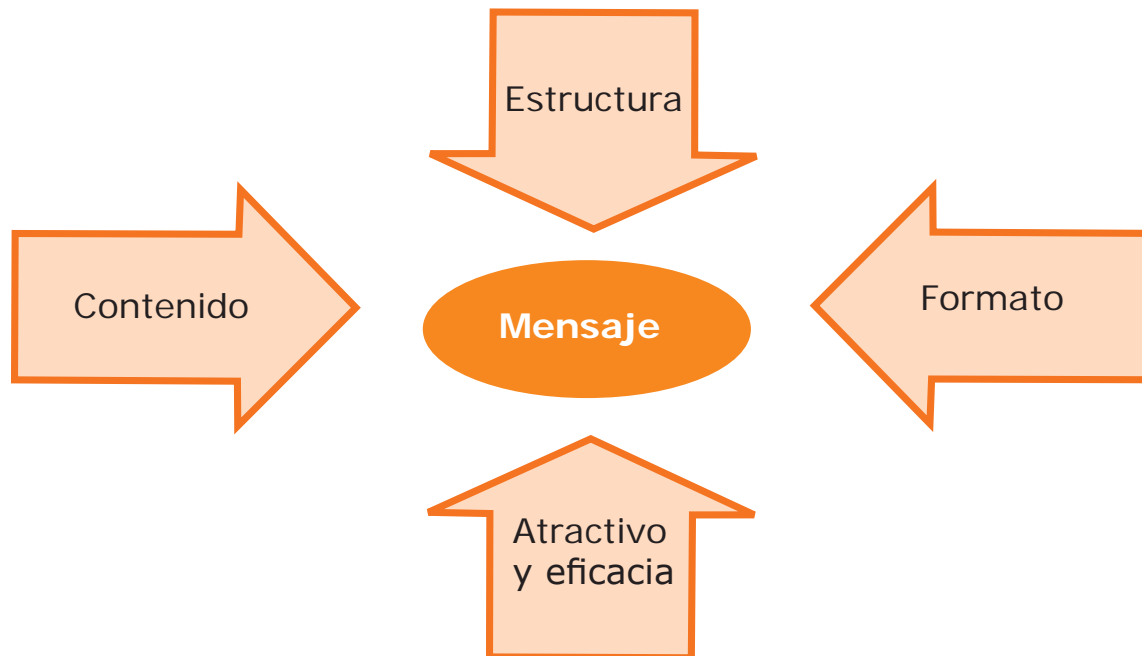 Estructura
Contenido
Mensaje
Formato
Atractivo
y eficacia